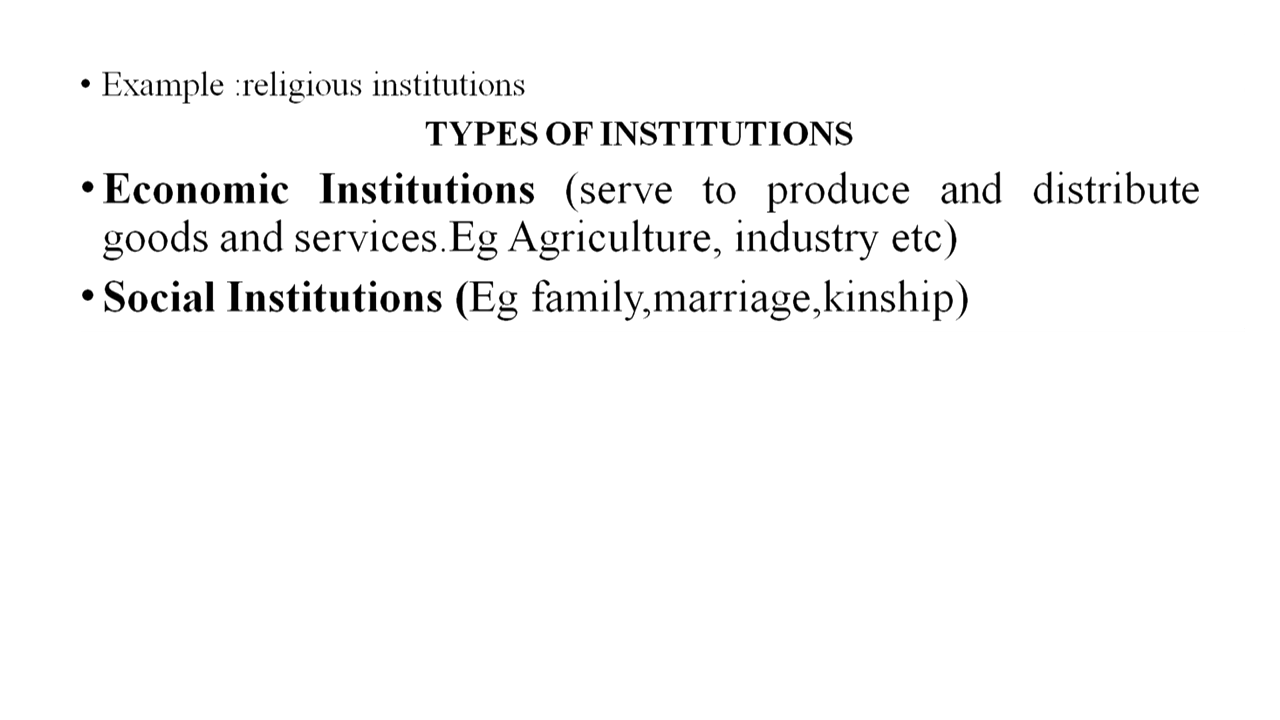 • Example :religious institutions
TYPES OF INSTITUTIONS
• Economic Institutions (serve to produce and distribute
goods and services.Eg Agriculture, industry etc)
• Social Institutions (Eg family,marriage,kinship)